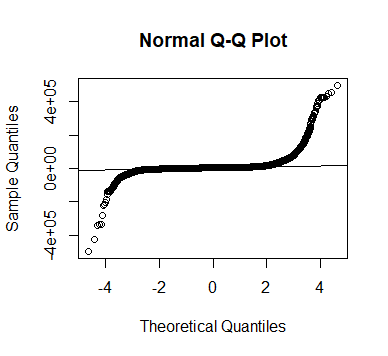 Normal Q-Q Plot
Sample Quantiles
4e+05
0e+00
-4e+05
-4
-2
0
2
4
Theoretical Quantiles